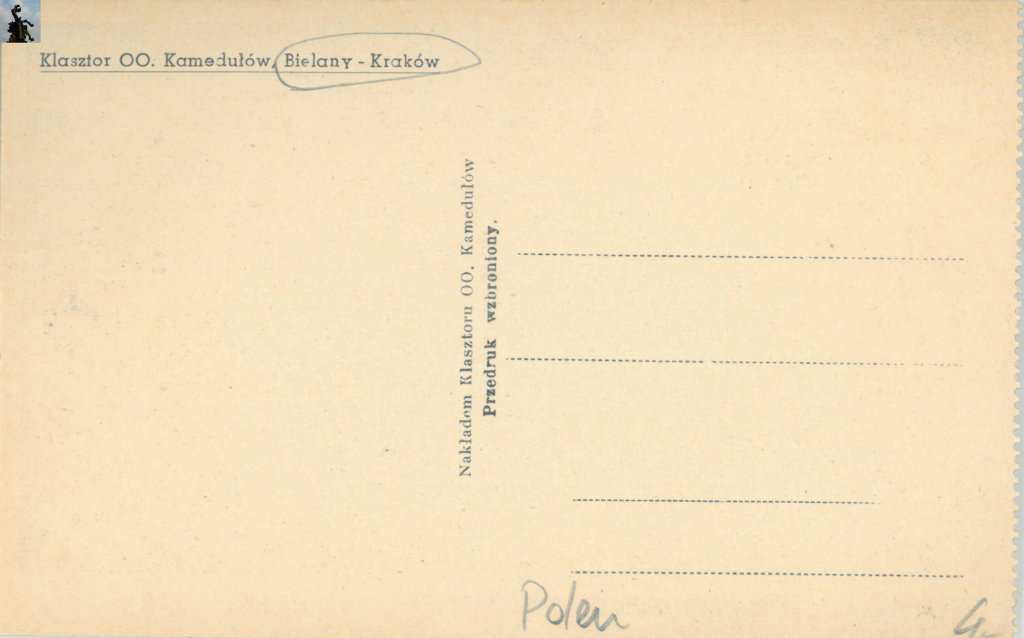 Klasztor OO. Kamedułów, Bielany - Kraków
Nakładem Klasztoru OO. Kamedułów
Przedruk wzbroniony.
Polen
4.-